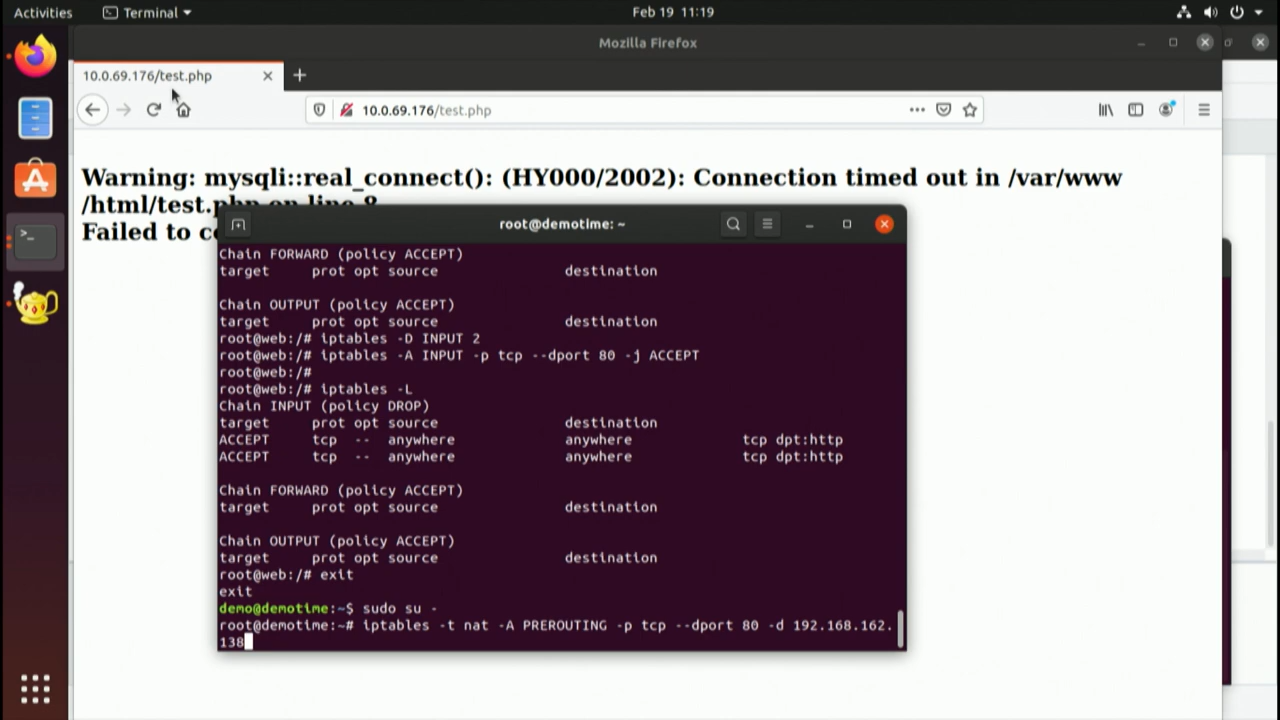 Activities
Terminal
Feb 19 11:19
Mozilla Firefox
10.0.69.176/test.php
10.0.69.176/test.php
Warning: mysqli::real_connect(): (HY000/2002): Connection timed out in /var/www
/html/test.php on line 8
Failed to
root@demotime: ~
Chain FORWARD (policy ACCEPT)
target prot opt source destination
Chain OUTPUT (policy ACCEPT)
target prot opt source destination
root@web:/# iptables -D INPUT 2
root@web:/# iptables -A INPUT -p tcp --dport 80 -j ACCEPT
root@web:/#
root@web:/# iptables -L
Chain INPUT (policy DROP)
target prot opt source destination
ACCEPT tcp -- anywhere anywhere tcp dpt:http
ACCEPT tcp -- anywhere anywhere tcp dpt:http
Chain FORWARD (policy ACCEPT)
target prot opt source destination
Chain OUTPUT (policy ACCEPT)
target prot opt source destination
root@web:/# exit
exit
demo@demotime:~$ sudo su -
root@demotime:~# iptables -t nat -A PREROUTING -p tcp --dport 80 -d 192.168.162.
138